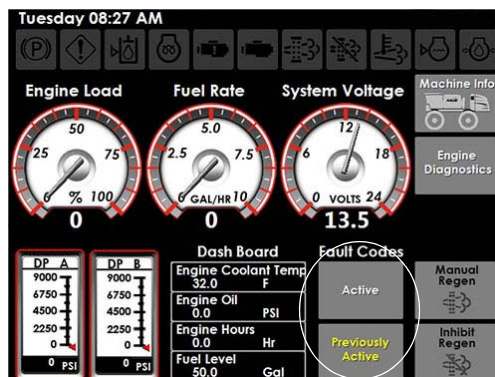 Tuesday 08:27 AM
(P)
Engine Load
Fuel Rate
System Voltage
Machine Info
50
25
75
0
% 100
0
5.0
2.5
7.5
0
GAL/HR 10
0
12
6
18
0 VOLTS 24
13.5
Engine
Diagnostics
DP A
9000
6750
4500
2250
0
0 PSI
DP B
9000
6750
4500
2250
0
0 PSI
Dash Board
Engine Coolant Temp
32.0 F
Engine Oil
0.0 PSI
Engine Hours
0.0 Hr
Fuel Level
50.0 Gal
Fault Codes
Active
Previously
Active
Manual
Regen
Inhibit
Regen